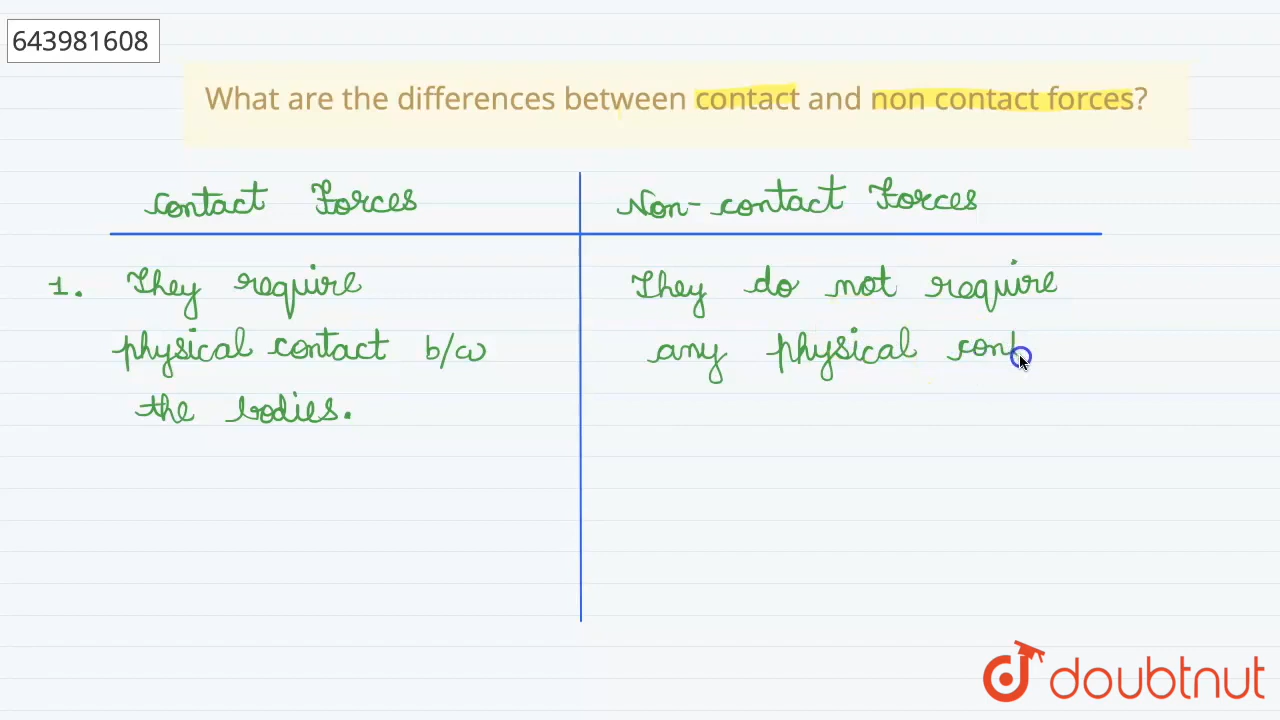 643981608
What are the differences between contact and non contact forces?
Contact Forces
Non-contact Forces
1. They require
physical contact b/w
the bodies.
They do not require
any physical cont
doubtnut